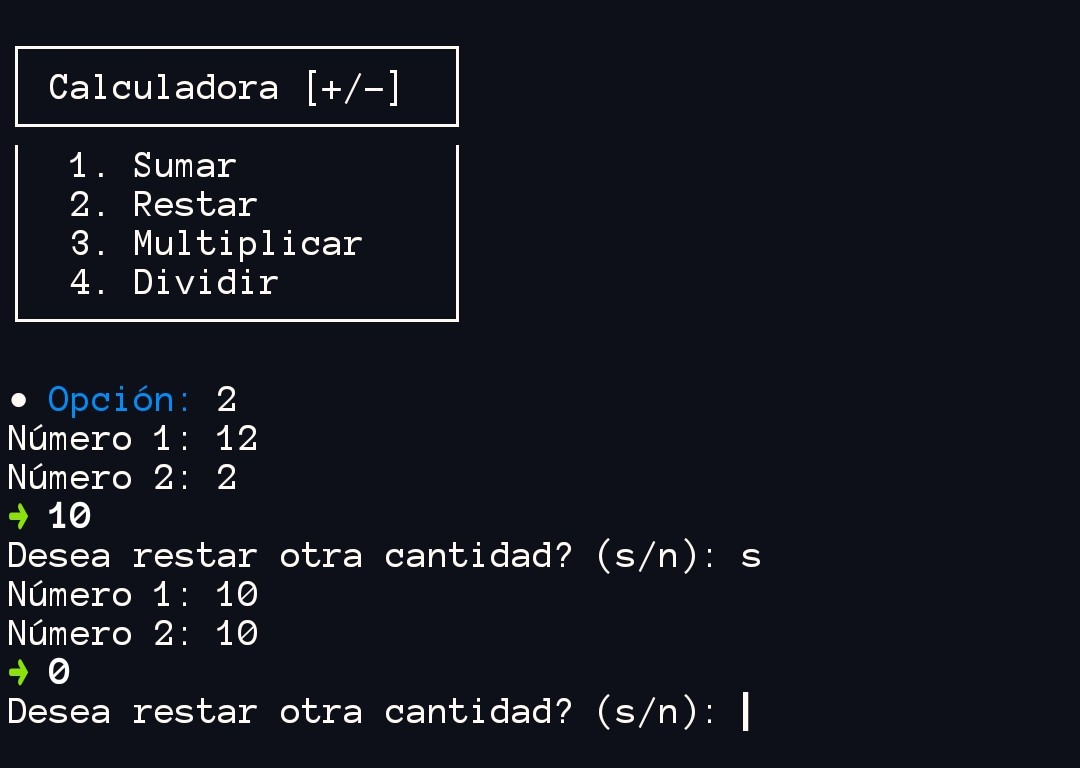 Calculadora [+/-]
1. Sumar
2. Restar
3. Multiplicar
4. Dividir
• Opción: 2
Número 1: 12
Número 2: 2
➜ 10
Desea restar otra cantidad? (s/n): s
Número 1: 10
Número 2: 10
➜ 0
Desea restar otra cantidad? (s/n):